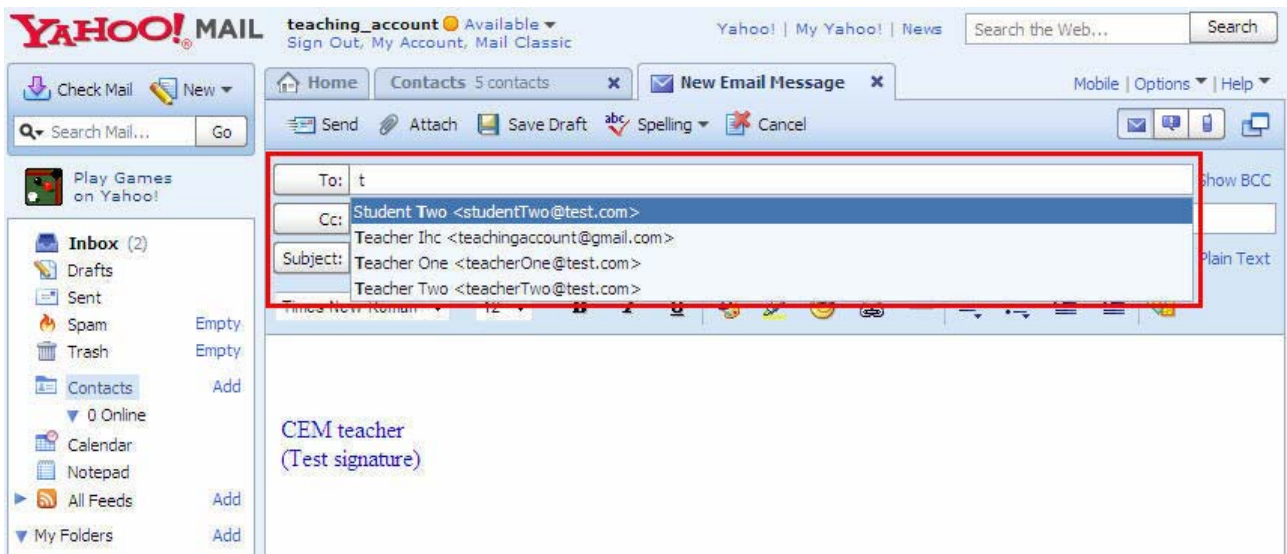 YAHOO! MAIL
teaching_account Available
Sign Out, My Account, Mail Classic
Yahoo! | My Yahoo! | News
Search the Web...
Search
Check Mail
New
Home
Contacts 5 contacts
New Email Message
Mobile | Options | Help
Search Mail...
Go
Send
Attach
Save Draft
Spelling
Cancel
Play Games
on Yahoo!
To: t
Show BCC
Cc:
Subject:
Student Two <studentTwo@test.com>
Teacher Ihc <teachingaccount@gmail.com>
Teacher One <teacherOne@test.com>
Teacher Two <teacherTwo@test.com>
Plain Text
Times New Roman 12 B I U
Inbox (2)
Drafts
Sent
Spam Empty
Trash Empty
Contacts Add
0 Online
Calendar
Notepad
All Feeds Add
My Folders Add
CEM teacher
(Test signature)